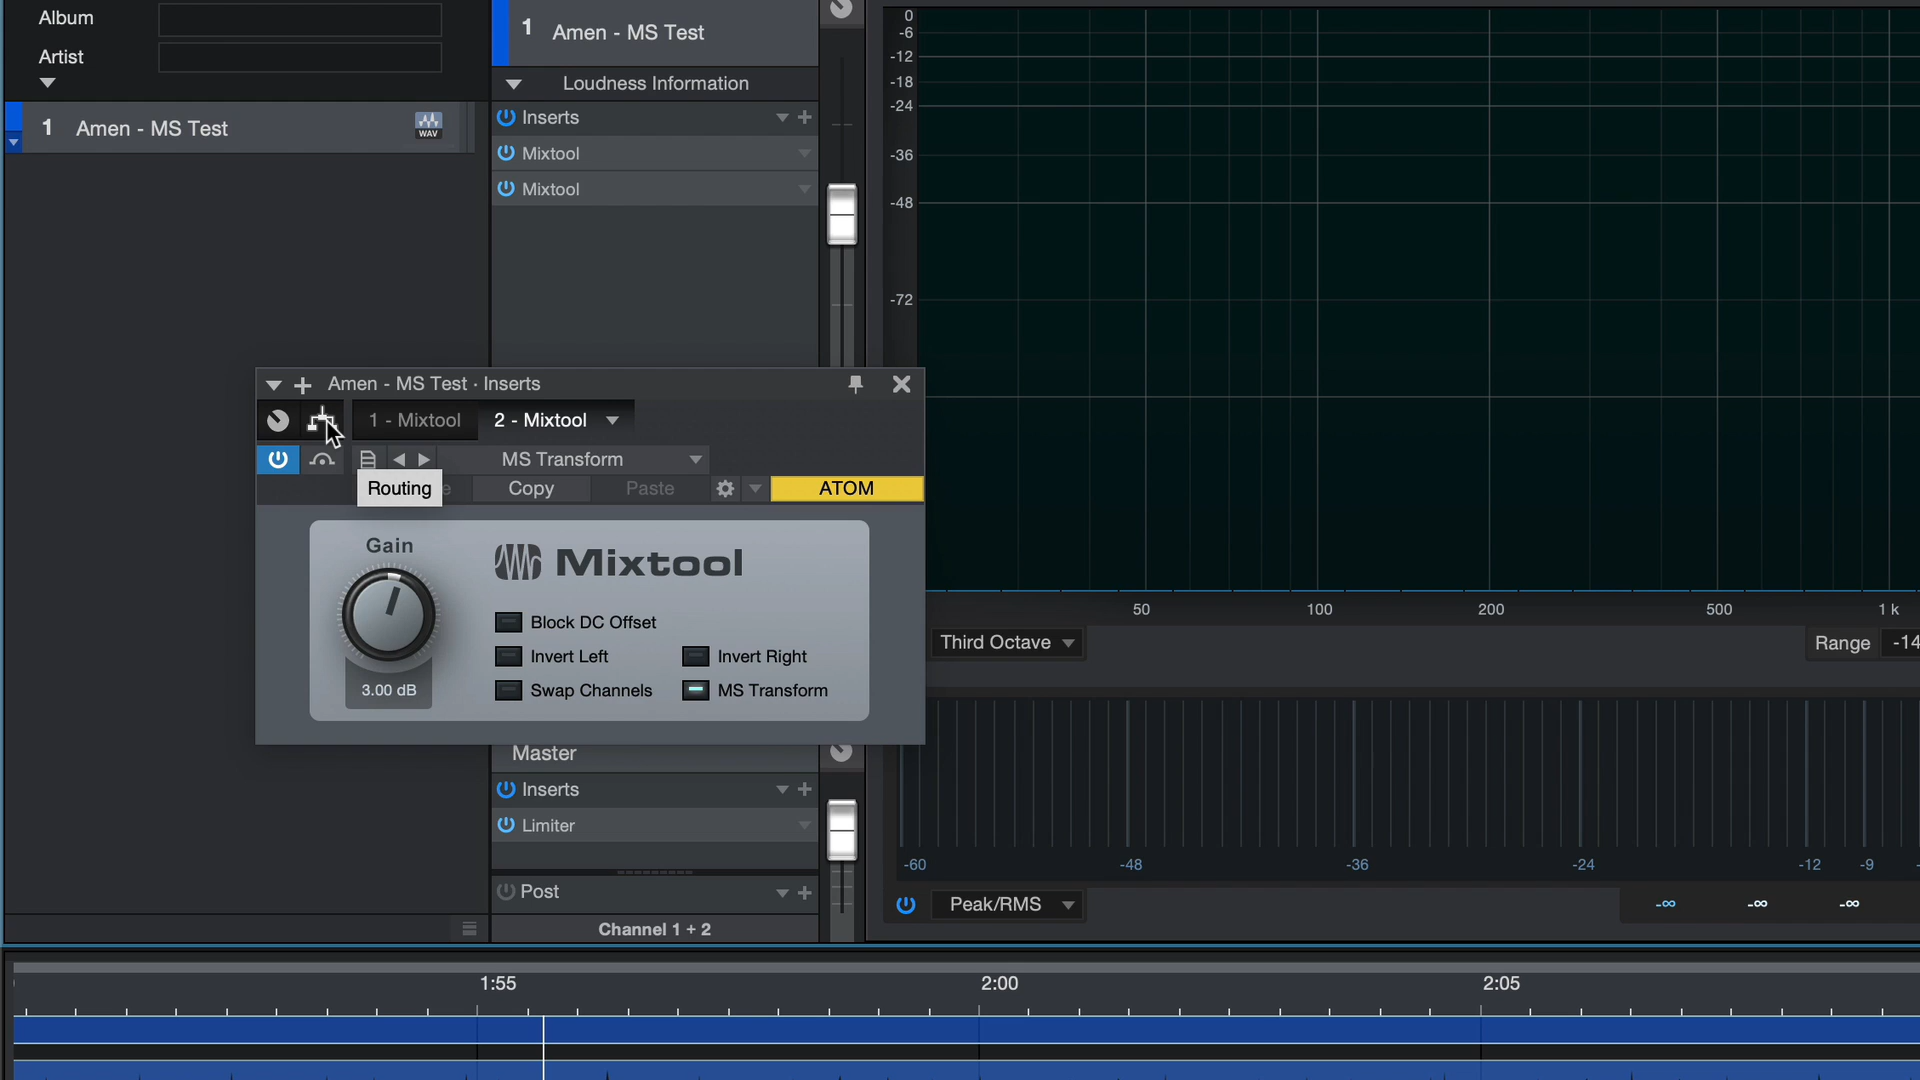 Album
Artist
1 Amen - MS Test WAV
1 Amen - MS Test
Loudness Information
Inserts
Mixtool
Mixtool
0
-6
-12
-18
-24
-36
-48
-72
Amen - MS Test · Inserts
1 - Mixtool 2 - Mixtool
MS Transform
Routing
Copy Paste ATOM
Gain
Mixtool
Block DC Offset
Invert Left Invert Right
Swap Channels MS Transform
3.00 dB
50 100 200 500 1 k
Third Octave Range -14
Master
Inserts
Limiter
Post
Channel 1 + 2
-60 -48 -36 -24 -12 -9
Peak/RMS -∞ -∞ -∞
1:55 2:00 2:05